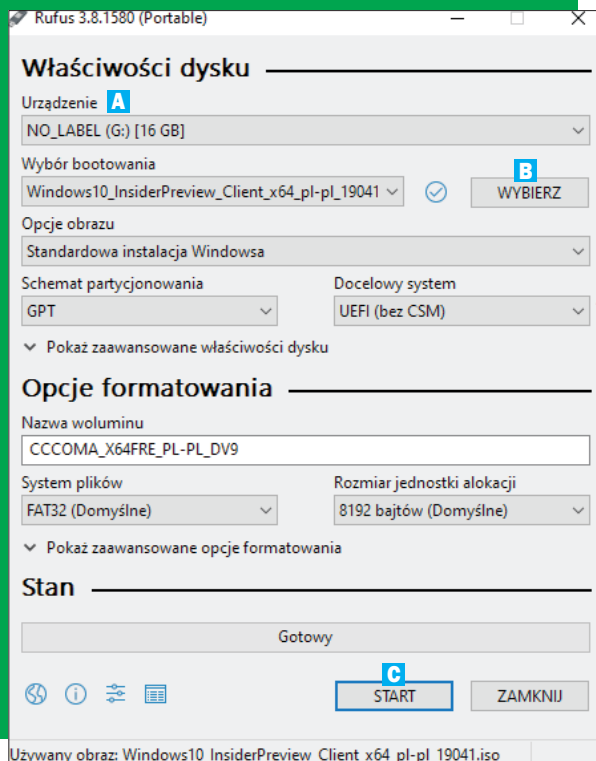 Rufus 3.8.1580 (Portable)
Właściwości dysku
Urządzenie A
NO_LABEL (G:) [16 GB]
Wybór bootowania B
Windows10_InsiderPreview_Client_x64_pl-pl_19041 WYBIERZ
Opcje obrazu
Standardowa instalacja Windowsa
Schemat partycjonowania Docelowy system
GPT UEFI (bez CSM)
Pokaż zaawansowane właściwości dysku
Opcje formatowania
Nazwa woluminu
CCCOMA_X64FRE_PL-PL_DV9
System plików Rozmiar jednostki alokacji
FAT32 (Domyślne) 8192 bajtów (Domyślne)
Pokaż zaawansowane opcje formatowania
Stan
Gotowy
C
START ZAMKNIJ
Używany obraz: Windows10_InsiderPreview_Client_x64_pl-pl_19041.iso